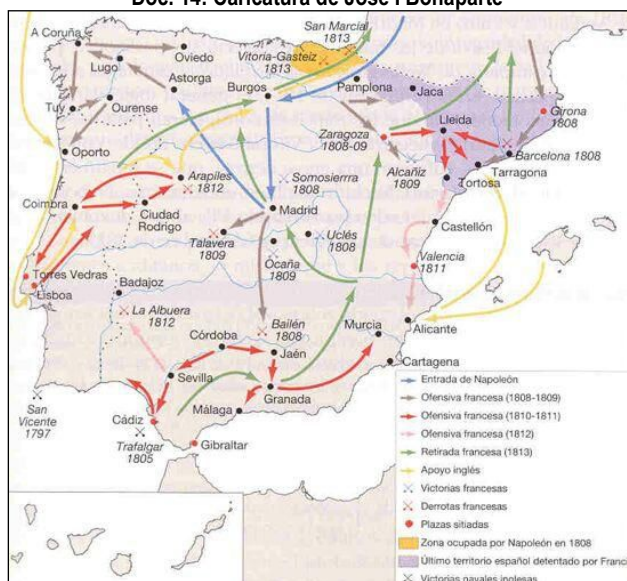 Doc. 14: Caricatura de José I Bonaparte
San Marcial
1813
A Coruña
Oviedo
Lugo
Vitoria-Gasteiz
1813
Astorga
Burgos
Pamplona
Jaca
Tuy
Ourense
Girona
1808
Oporto
Zaragoza
1808-09
Lleida
Barcelona 1808
Arapiles
1812
Somosierra
1808
Alcañiz
1809
Tarragona
Tortosa
Coimbra
Ciudad
Rodrigo
Madrid
Talavera
1809
Uclés
1808
Ocaña
1809
Castellón
Valencia
1811
Torres Vedras
Lisboa
Badajoz
La Albuera
1812
Bailén
1808
Murcia
Alicante
Córdoba
Jaén
Cartagena
Sevilla
Granada
San
Vicente
1797
Cádiz
Málaga
Trafalgar
1805
Gibraltar
Entrada de Napoleón
Ofensiva francesa (1808-1809)
Ofensiva francesa (1810-1811)
Ofensiva francesa (1812)
Retirada francesa (1813)
Apoyo inglés
Victorias francesas
Derrotas francesas
Plazas sitiadas
Zona ocupada por Napoleón en 1808
Último territorio español detentado por Franci
Victorias navales inglesas